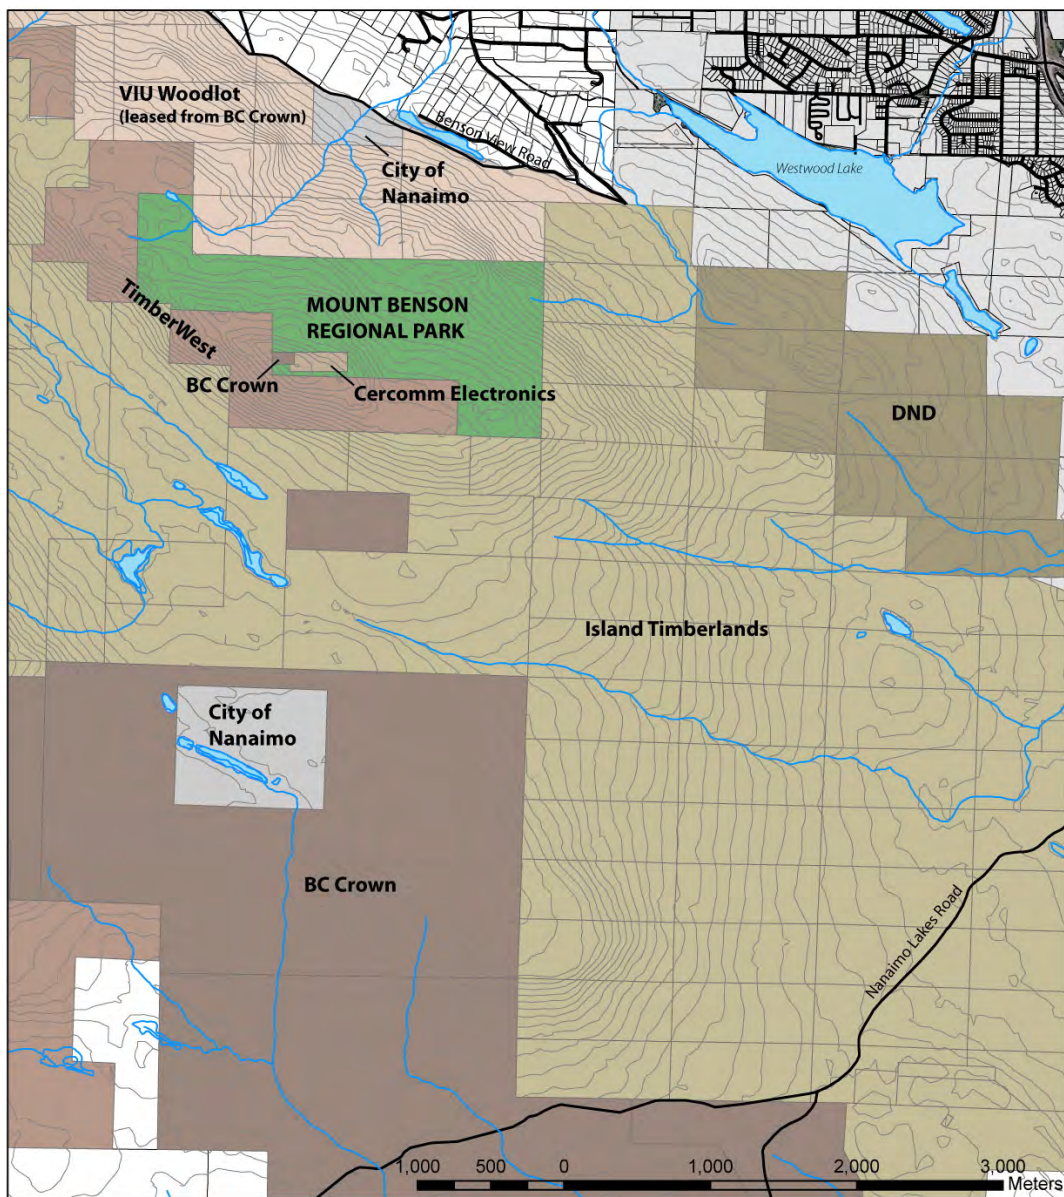 VIU Woodlot
(leased from BC Crown)
Benson View Road
City of
Nanaimo
Westwood Lake
TimberWest
MOUNT BENSON
REGIONAL PARK
BC Crown
Cercomm Electronics
DND
Island Timberlands
City of
Nanaimo
BC Crown
Nanaimo Lakes Road
1,000 500 0 1,000 2,000 3,000
Meters